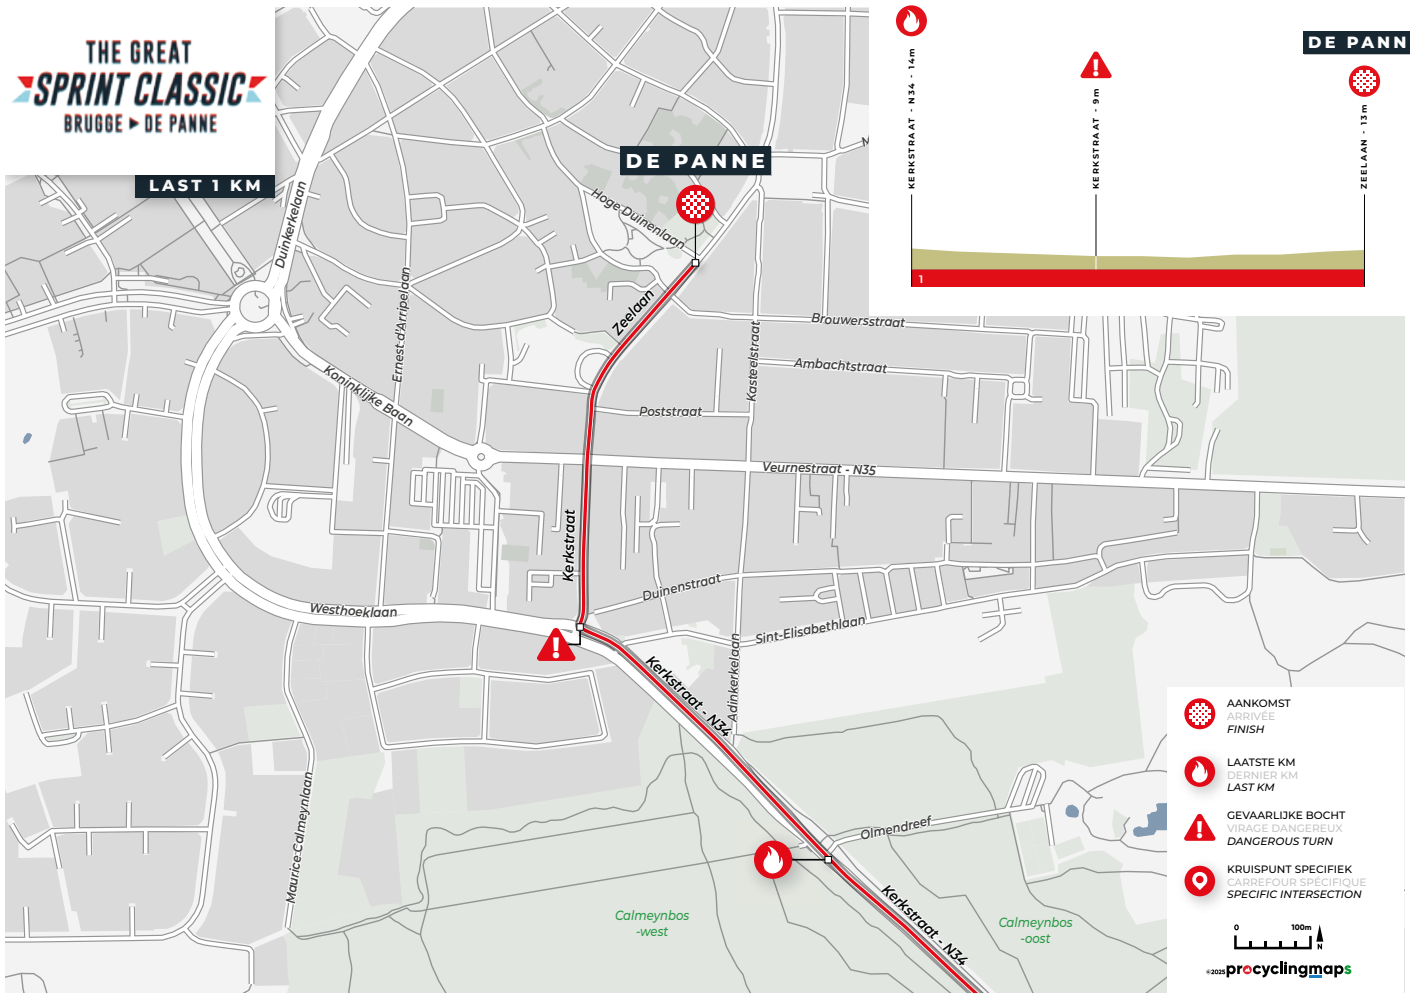 THE GREAT
SPRINT CLASSIC
BRUGGE ▶ DE PANNE
LAST 1 KM
DE PANNE
DE PANN
KERKSTRAAT - N34 - 14m
KERKSTRAAT - 9m
ZEELAAN - 13m
1
Duinkerkelaan
Hoge Duinenlaan
Zeelaan
Ernest d'Arripelaan
Koninklijke Baan
Brouwersstraat
Kasteelstraat
Ambachtstraat
Poststraat
Veurnestraat - N35
Kerkstraat
Duinenstraat
Westhoeklaan
Sint-Elisabethlaan
Adinkerkelaan
Kerkstraat - N34
Maurice Calmeynlaan
Olmendreef
Kerkstraat - N34
Calmeynbos
-west
Calmeynbos
-oost
AANKOMST
ARRIVÉE
FINISH
LAATSTE KM
DERNIER KM
LAST KM
GEVAARLIJKE BOCHT
VIRAGE DANGEREUX
DANGEROUS TURN
KRUISPUNT SPECIFIEK
CARREFOUR SPÉCIFIQUE
SPECIFIC INTERSECTION
0 100m
N
©2025 procyclingmaps